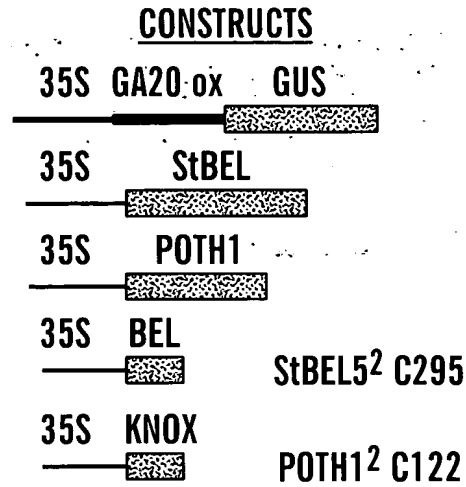 CONSTRUCTS
35S GA20 ox GUS
35S StBEL
35S POTH1
35S BEL
StBEL5² C295
35S KNOX
POTH1² C122